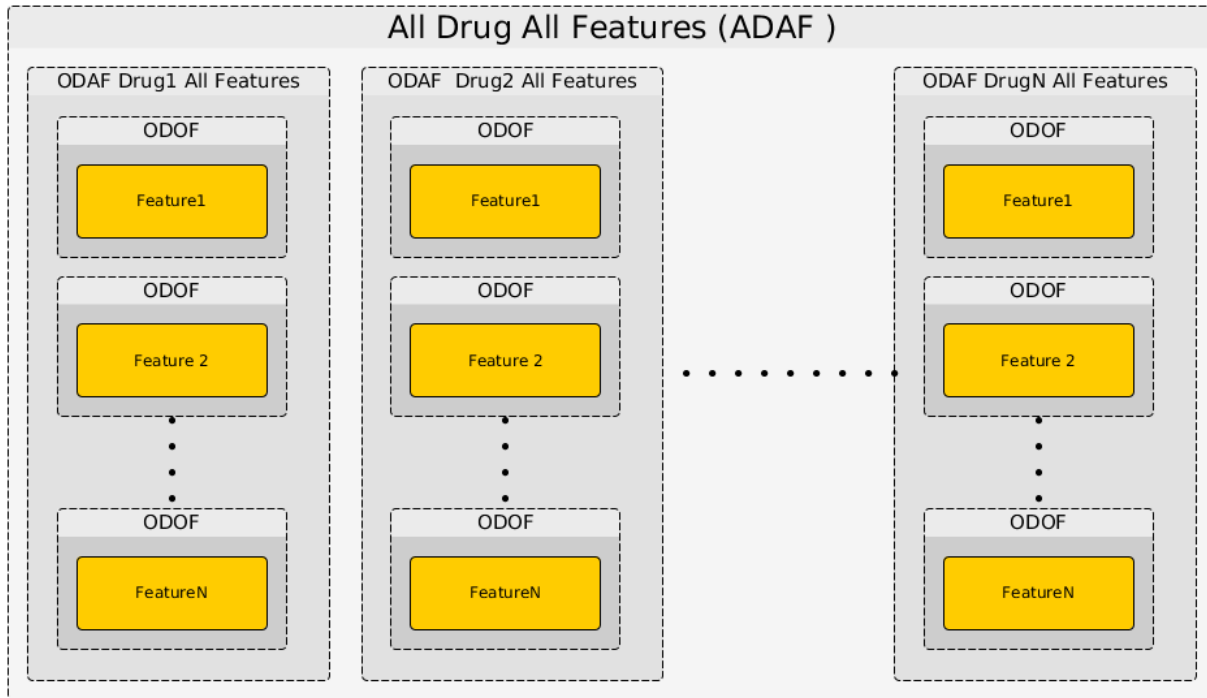 All Drug All Features (ADAF )
ODAF Drug1 All Features
ODOF
Feature1
ODOF
Feature 2
ODOF
FeatureN
ODAF  Drug2 All Features
ODOF
Feature1
ODOF
Feature 2
ODOF
FeatureN
ODAF DrugN All Features
ODOF
Feature1
ODOF
Feature 2
ODOF
FeatureN